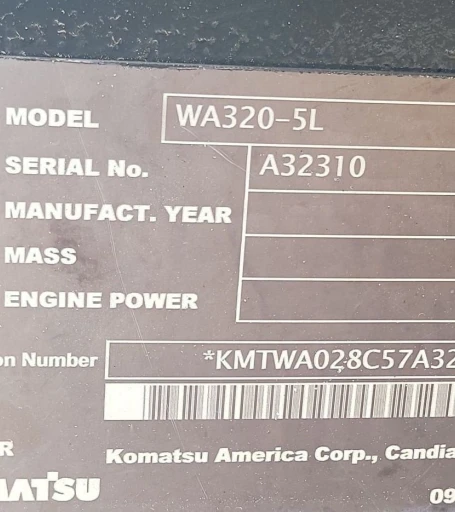 MODEL WA320-5L
SERIAL No. A32310
MANUFACT. YEAR
MASS
ENGINE POWER
on Number *KMTWA028C57A32
R Komatsu America Corp., Candia
MATSU
09